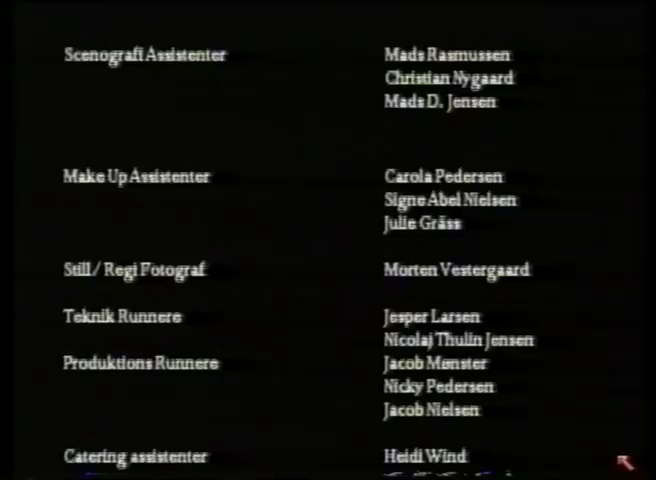 Scenografi Assistenter Mads Rasmussen
Christian Nygaard
Mads D. Jensen
Make Up Assistenter Carola Pedersen
Signe Abel Nielsen
Julie Gräss
Still / Regi Fotograf Morten Vestergaard
Teknik Runnere Jesper Larsen
Nicolaj Thulin Jensen
Produktions Runnere Jacob Mønster
Nicky Pedersen
Jacob Nielsen
Catering assistenter Heidi Wind